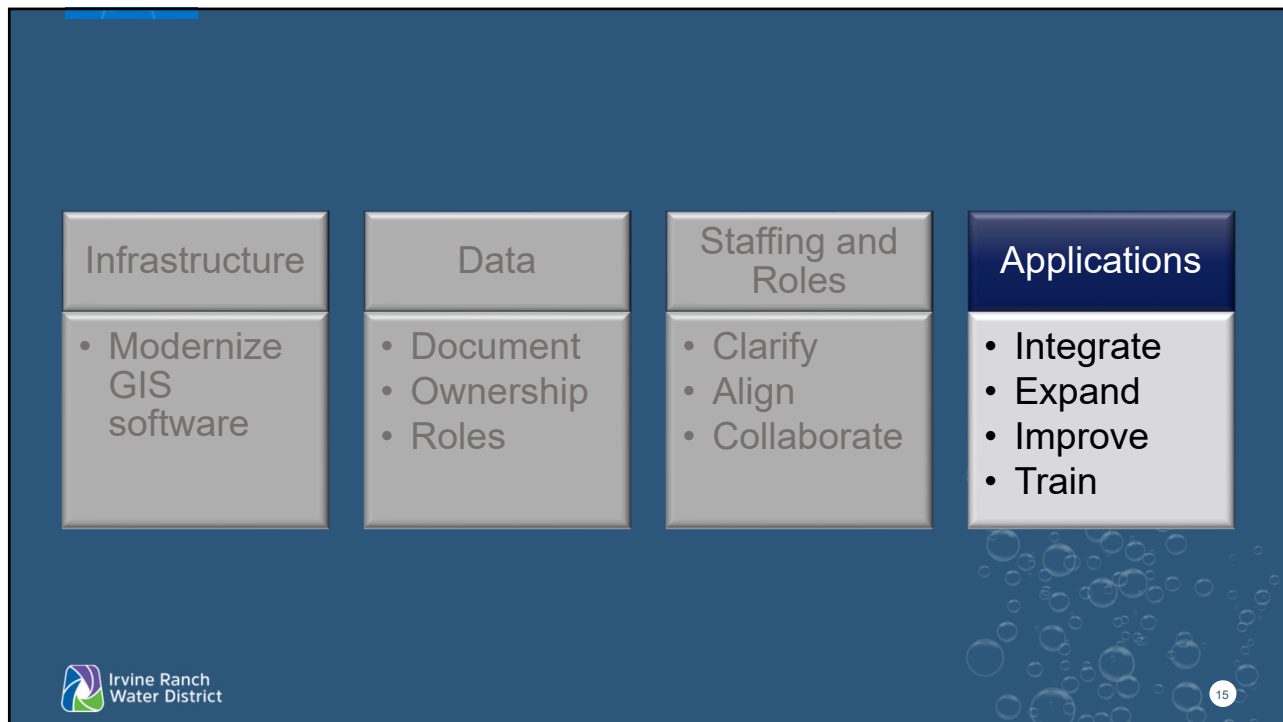 Infrastructure
• Modernize
GIS
software
Data
• Document
• Ownership
• Roles
Staffing and
Roles
• Clarify
• Align
• Collaborate
Applications
• Integrate
• Expand
• Improve
• Train
Irvine Ranch
Water District
15